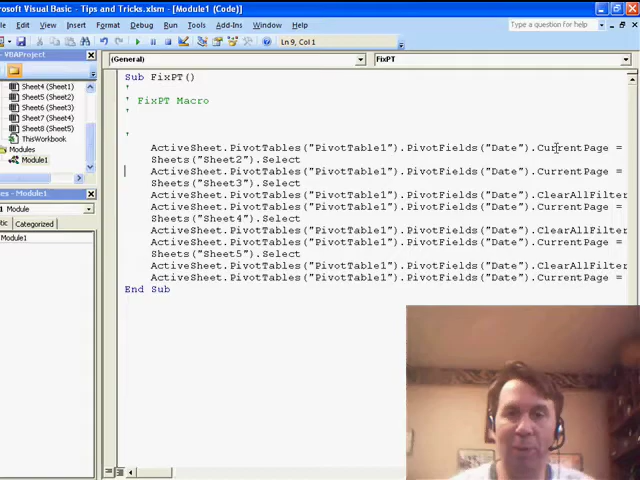 osoft Visual Basic - Tips and Tricks.xlsm - [Module1 (Code)]
Edit View Insert Format Debug Run Tools Add-Ins Window Help
Type a question for help
Ln 9, Col 1
VBAProject
(General) FixPT
Sheet4 (Sheet1)
Sheet5 (Sheet2)
Sheet6 (Sheet3)
Sheet7 (Sheet4)
Sheet8 (Sheet5)
ThisWorkbook
Modules
Module1
es - Module1
Module
tic Categorized
Module1
Sub FixPT()
'
' FixPT Macro
'
'
ActiveSheet.PivotTables("PivotTable1").PivotFields("Date").CurrentPage =
Sheets("Sheet2").Select
ActiveSheet.PivotTables("PivotTable1").PivotFields("Date").CurrentPage =
Sheets("Sheet3").Select
ActiveSheet.PivotTables("PivotTable1").PivotFields("Date").ClearAllFilter
ActiveSheet.PivotTables("PivotTable1").PivotFields("Date").CurrentPage =
Sheets("Sheet4").Select
ActiveSheet.PivotTables("PivotTable1").PivotFields("Date").ClearAllFilter
ActiveSheet.PivotTables("PivotTable1").PivotFields("Date").CurrentPage =
Sheets("Sheet5").Select
ActiveSheet.PivotTables("PivotTable1").PivotFields("Date").ClearAllFilter
ActiveSheet.PivotTables("PivotTable1").PivotFields("Date").CurrentPage =
End Sub